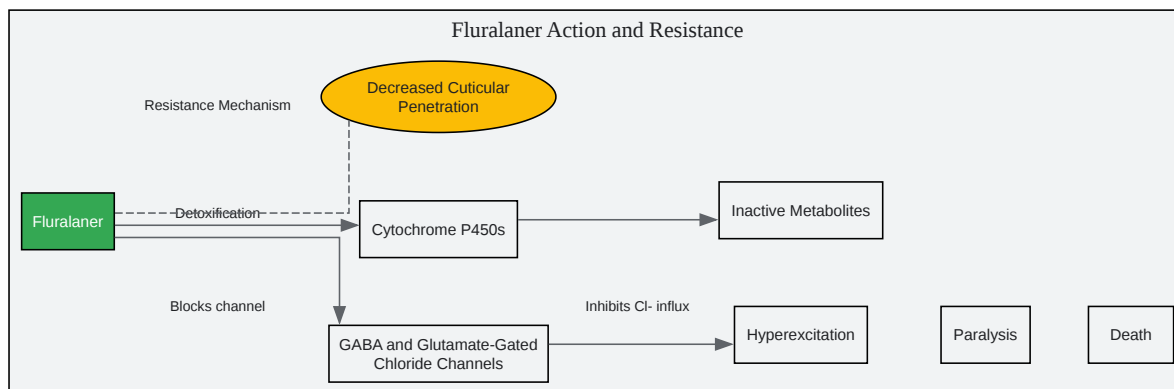 Fluralaner Action and Resistance
Decreased Cuticular
Penetration
Resistance Mechanism
Fluralaner
Detoxification
Cytochrome P450s
Inactive Metabolites
Blocks channel
Inhibits Cl- influx
GABA and Glutamate-Gated
Chloride Channels
Hyperexcitation
Paralysis
Death